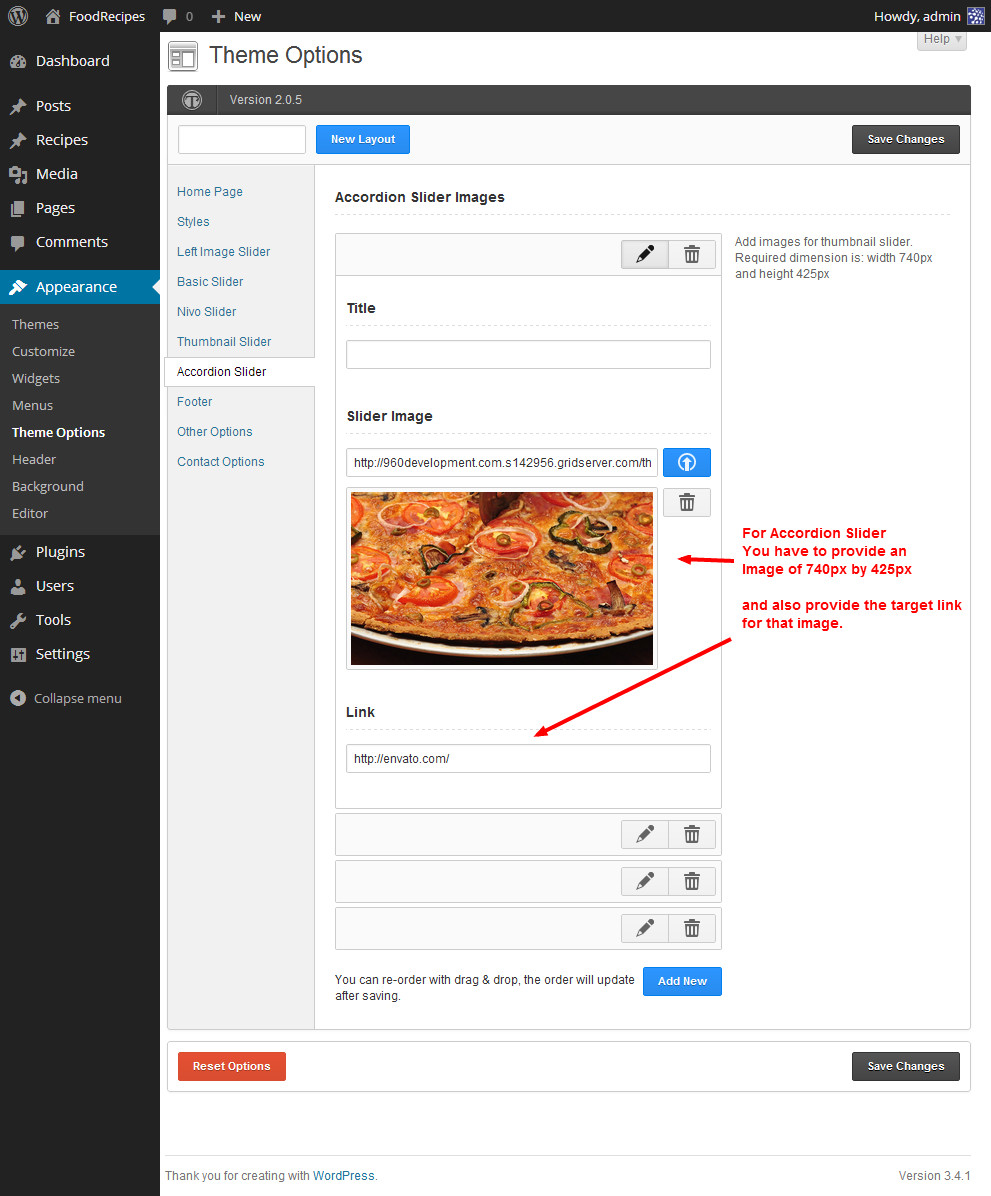 FoodRecipes
0
New
Howdy, admin
Dashboard
Posts
Recipes
Media
Pages
Comments
Appearance
Themes
Customize
Widgets
Menus
Theme Options
Header
Background
Editor
Plugins
Users
Tools
Settings
Collapse menu
Help
Theme Options
Version 2.0.5
New Layout
Save Changes
Home Page
Styles
Left Image Slider
Basic Slider
Nivo Slider
Thumbnail Slider
Accordion Slider
Footer
Other Options
Contact Options
Accordion Slider Images
Add images for thumbnail slider.
Required dimension is: width 740px
and height 425px
Title
Slider Image
http://960development.com.s142956.gridserver.com/th
For Accordion Slider
You have to provide an
Image of 740px by 425px
and also provide the target link
for that image.
Link
http://envato.com/
You can re-order with drag & drop, the order will update
after saving.
Add New
Reset Options
Save Changes
Thank you for creating with WordPress.
Version 3.4.1